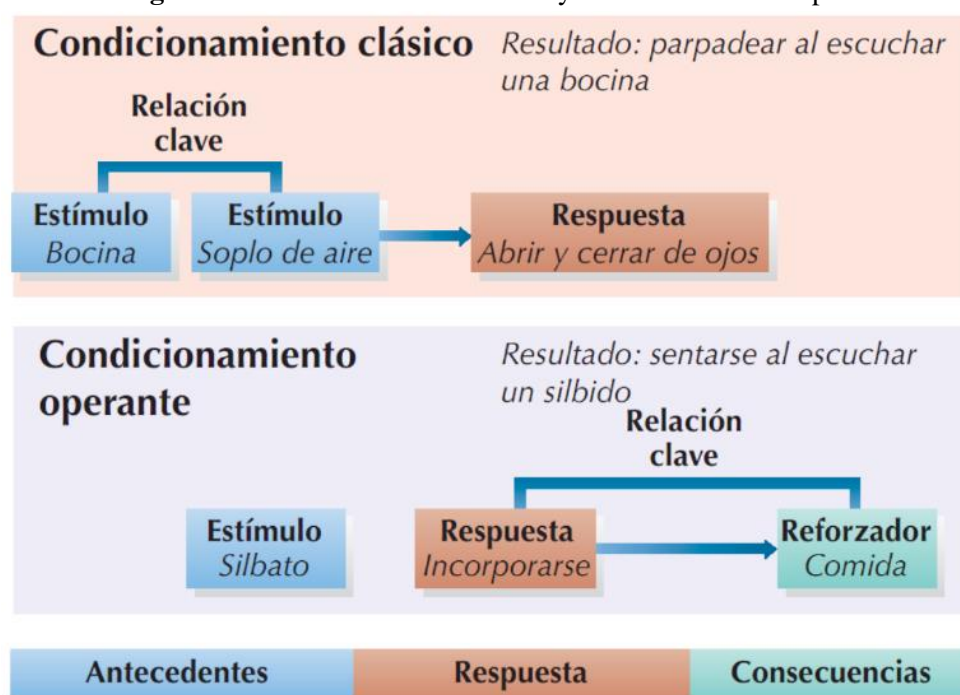 Condicionamiento clásico
Resultado: parpadear al escuchar
una bocina
Relación
clave
Estímulo
Bocina
Estímulo
Soplo de aire
Respuesta
Abrir y cerrar de ojos
Condicionamiento
operante
Resultado: sentarse al escuchar
un silbido
Relación
clave
Estímulo
Silbato
Respuesta
Incorporarse
Reforzador
Comida
Antecedentes
Respuesta
Consecuencias